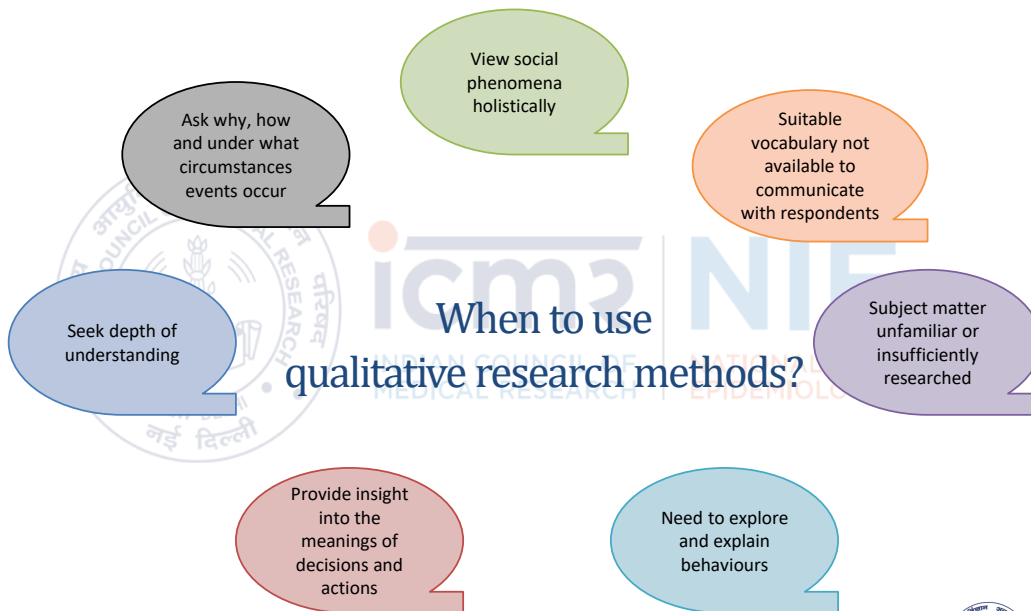 View social
phenomena
holistically
Ask why, how
and under what
circumstances
events occur
Suitable
vocabulary not
available to
communicate
with respondents
Seek depth of
understanding
When to use
qualitative research methods?
Subject matter
unfamiliar or
insufficiently
researched
Provide insight
into the
meanings of
decisions and
actions
Need to explore
and explain
behaviours
icmr
INDIAN COUNCIL OF
MEDICAL RESEARCH
नई दिल्ली